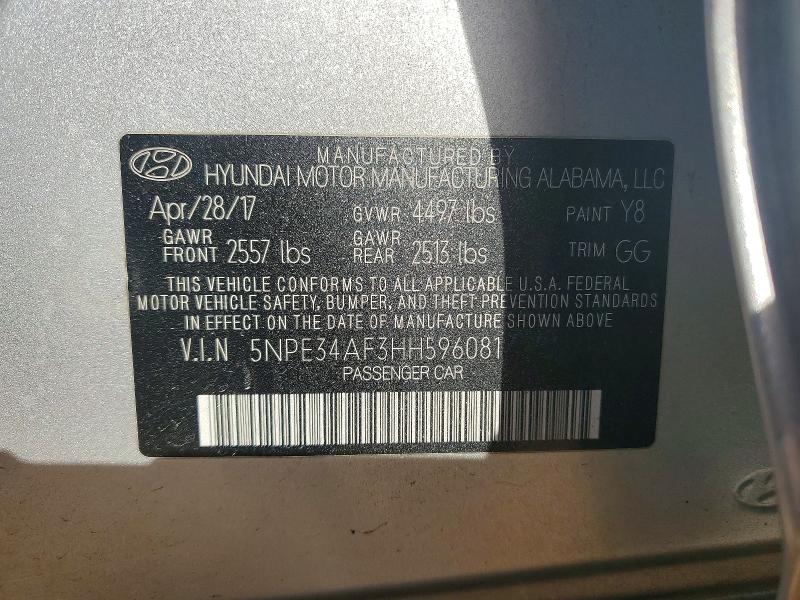 MANUFACTURED BY
HYUNDAI MOTOR MANUFACTURING ALABAMA, LLC
Apr/28/17 GVWR 4497 lbs PAINT Y8
GAWR FRONT 2557 lbs GAWR REAR 2513 lbs TRIM GG
THIS VEHICLE CONFORMS TO ALL APPLICABLE U.S.A. FEDERAL
MOTOR VEHICLE SAFETY, BUMPER, AND THEFT PREVENTION STANDARDS
IN EFFECT ON THE DATE OF MANUFACTURE SHOWN ABOVE.
V.I.N 5NPE34AF3HH596081
PASSENGER CAR